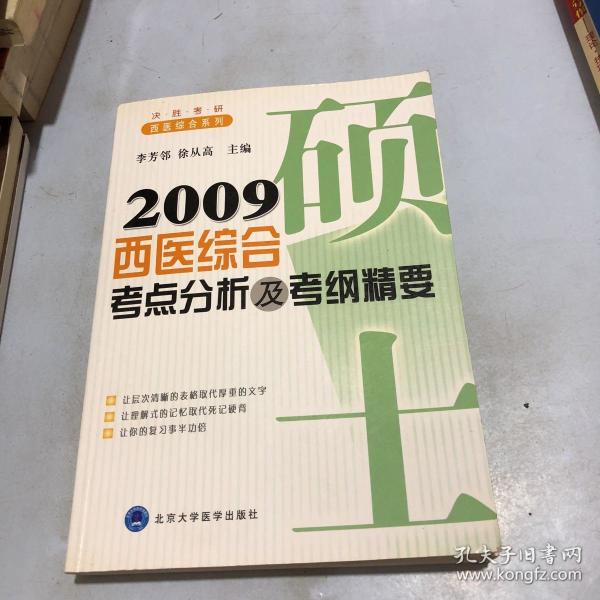 决·胜·考·研
西医综合系列
李芳邻 徐从高 主编
硕士
2009
西医综合
考点分析及考纲精要
让层次清晰的表格取代厚重的文字
让理解式的记忆取代死记硬背
让你的复习事半功倍
北京大学医学出版社
孔夫子旧书网
www.kongfz.com